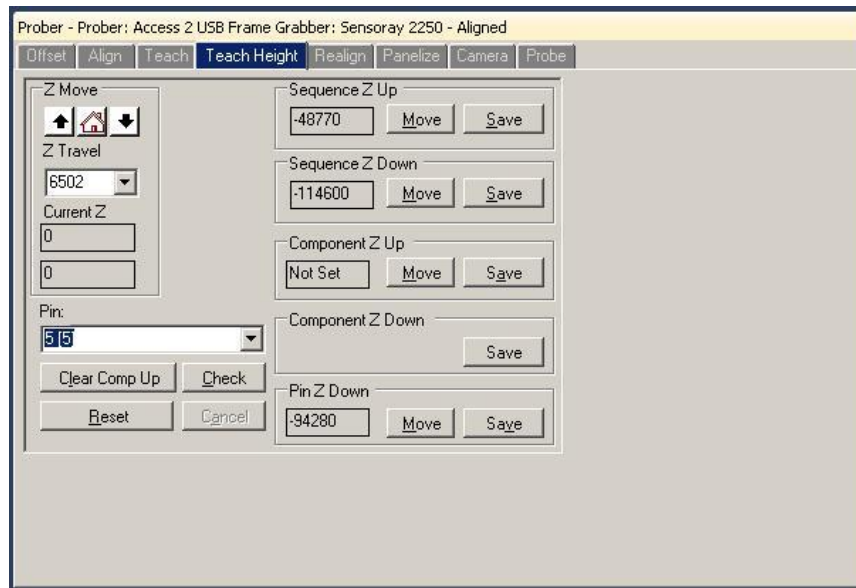 Prober - Prober: Access 2 USB Frame Grabber: Sensoray 2250 - Aligned
Offset Align Teach Teach Height Realign Panelize Camera Probe
Z Move
Z Travel
6502
Current Z
0
0
Pin:
5 (5)
Clear Comp Up Check
Reset Cancel
Sequence Z Up
-48770 Move Save
Sequence Z Down
-114600 Move Save
Component Z Up
Not Set Move Save
Component Z Down
Save
Pin Z Down
-94280 Move Save